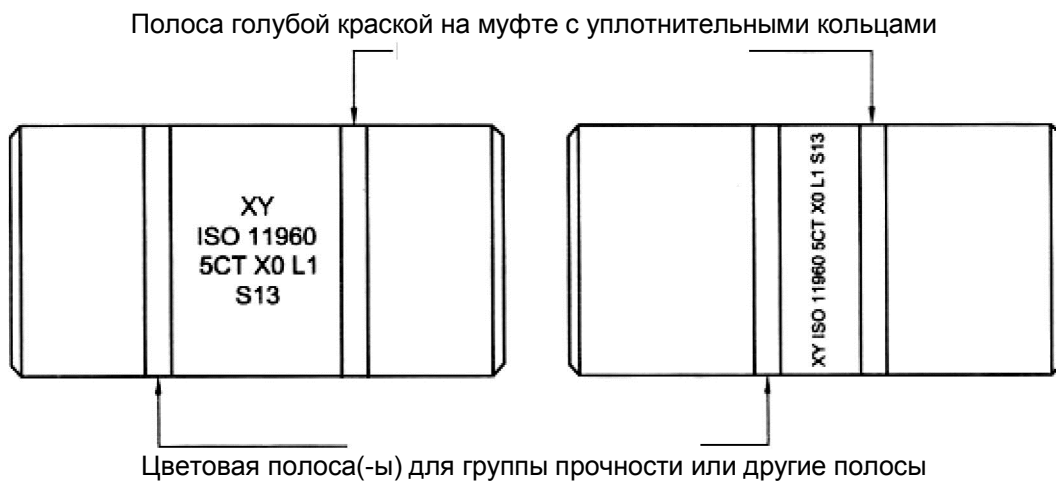 Полоса голубой краской на муфте с уплотнительными кольцами
XY
ISO 11960
5CT X0 L1
S13
XY ISO 11960 5CT X0 L1 S13
Цветовая полоса(-ы) для группы прочности или другие полосы